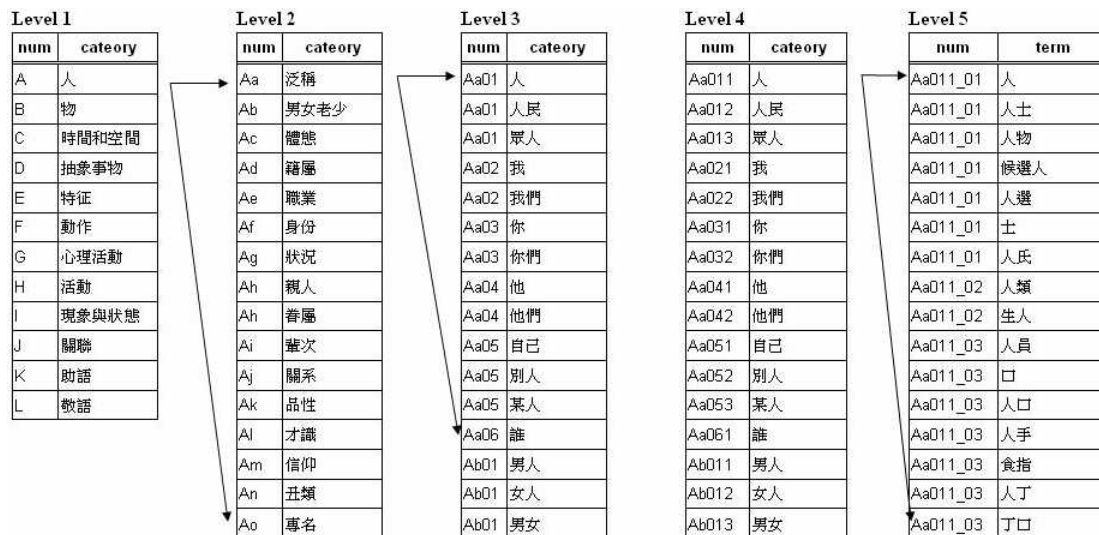 Level 1
num cateory
A 人
B 物
C 時間和空間
D 抽象事物
E 特征
F 動作
G 心理活動
H 活動
I 現象與狀態
J 關聯
K 助語
L 敬語
Level 2
num cateory
Aa 泛稱
Ab 男女老少
Ac 體態
Ad 籍屬
Ae 職業
Af 身份
Ag 狀況
Ah 親人
Ah 眷屬
Ai 輩次
Aj 關系
Ak 品性
Al 才識
Am 信仰
An 丑類
Ao 專名
Level 3
num cateory
Aa01 人
Aa01 人民
Aa01 眾人
Aa02 我
Aa02 我們
Aa03 你
Aa03 你們
Aa04 他
Aa04 他們
Aa05 自己
Aa05 別人
Aa05 某人
Aa06 誰
Ab01 男人
Ab01 女人
Ab01 男女
Level 4
num cateory
Aa011 人
Aa012 人民
Aa013 眾人
Aa021 我
Aa022 我們
Aa031 你
Aa032 你們
Aa041 他
Aa042 他們
Aa051 自己
Aa052 別人
Aa053 某人
Aa061 誰
Ab011 男人
Ab012 女人
Ab013 男女
Level 5
num term
Aa011_01 人
Aa011_01 人士
Aa011_01 人物
Aa011_01 候選人
Aa011_01 人選
Aa011_01 士
Aa011_01 人氏
Aa011_02 人類
Aa011_02 生人
Aa011_03 人員
Aa011_03 口
Aa011_03 人口
Aa011_03 人手
Aa011_03 食指
Aa011_03 人丁
Aa011_03 丁口